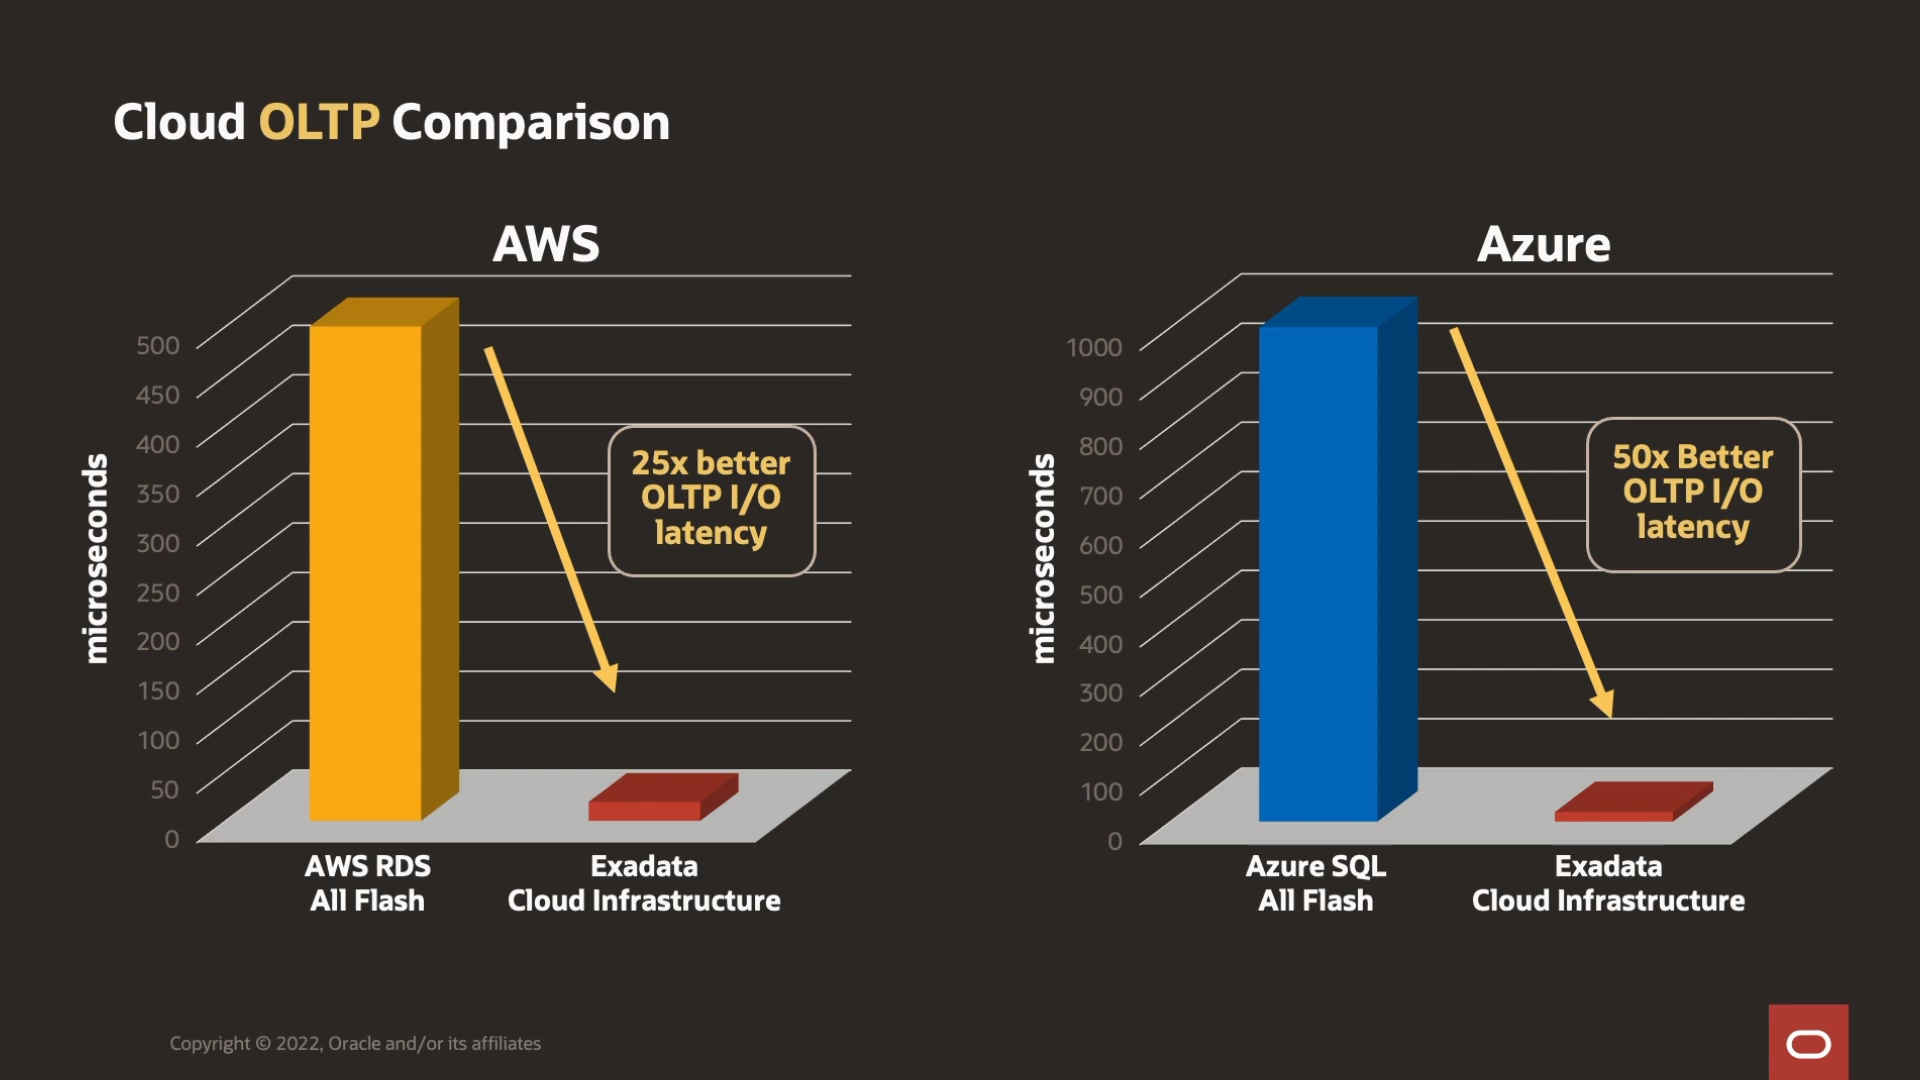 Cloud OLTP Comparison
AWS
microseconds
500
450
400
350
300
250
200
150
100
50
0
25x better
OLTP I/O
latency
AWS RDS
All Flash
Exadata
Cloud Infrastructure
Azure
microseconds
1000
900
800
700
600
500
400
300
200
100
0
50x Better
OLTP I/O
latency
Azure SQL
All Flash
Exadata
Cloud Infrastructure
Copyright © 2022, Oracle and/or its affiliates